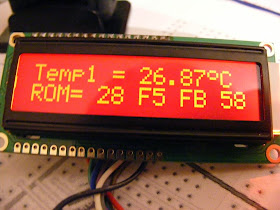 Temp1 = 26.87°C
ROM= 28 F5 FB 58